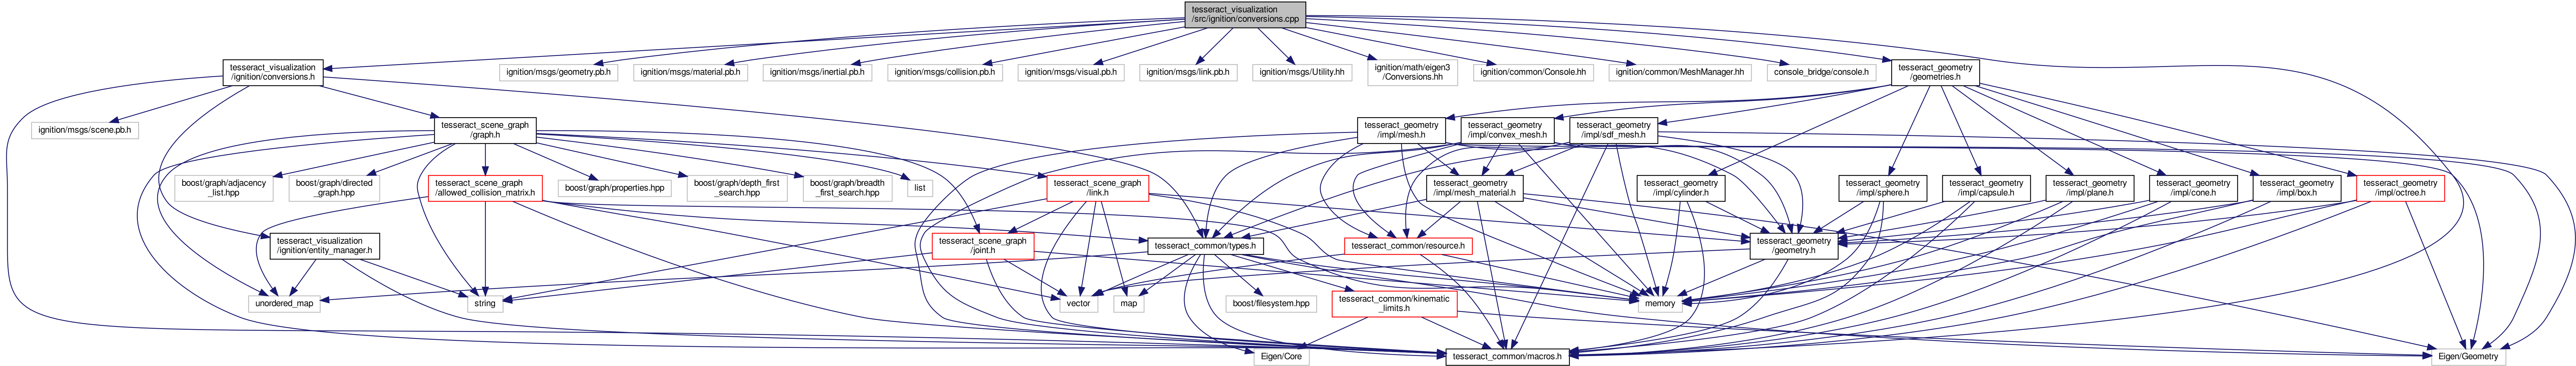 tesseract_visualization
/src/ignition/conversions.cpp
tesseract_visualization
/ignition/conversions.h
ignition/msgs/geometry.pb.h
ignition/msgs/material.pb.h
ignition/msgs/inertial.pb.h
ignition/msgs/collision.pb.h
ignition/msgs/visual.pb.h
ignition/msgs/link.pb.h
ignition/msgs/Utility.hh
ignition/math/eigen3
/Conversions.hh
ignition/common/Console.hh
ignition/common/MeshManager.hh
console_bridge/console.h
tesseract_geometry
/geometries.h
ignition/msgs/scene.pb.h
tesseract_scene_graph
/graph.h
tesseract_geometry
/impl/mesh.h
tesseract_geometry
/impl/convex_mesh.h
tesseract_geometry
/impl/sdf_mesh.h
boost/graph/adjacency
_list.hpp
boost/graph/directed
_graph.hpp
tesseract_scene_graph
/allowed_collision_matrix.h
boost/graph/properties.hpp
boost/graph/depth_first
_search.hpp
boost/graph/breadth
_first_search.hpp
list
tesseract_scene_graph
/link.h
tesseract_geometry
/impl/mesh_material.h
tesseract_geometry
/impl/cylinder.h
tesseract_geometry
/impl/sphere.h
tesseract_geometry
/impl/capsule.h
tesseract_geometry
/impl/plane.h
tesseract_geometry
/impl/cone.h
tesseract_geometry
/impl/box.h
tesseract_geometry
/impl/octree.h
tesseract_visualization
/ignition/entity_manager.h
tesseract_scene_graph
/joint.h
tesseract_common/types.h
tesseract_common/resource.h
tesseract_geometry
/geometry.h
unordered_map
string
vector
map
boost/filesystem.hpp
tesseract_common/kinematic
_limits.h
memory
Eigen/Core
tesseract_common/macros.h
Eigen/Geometry